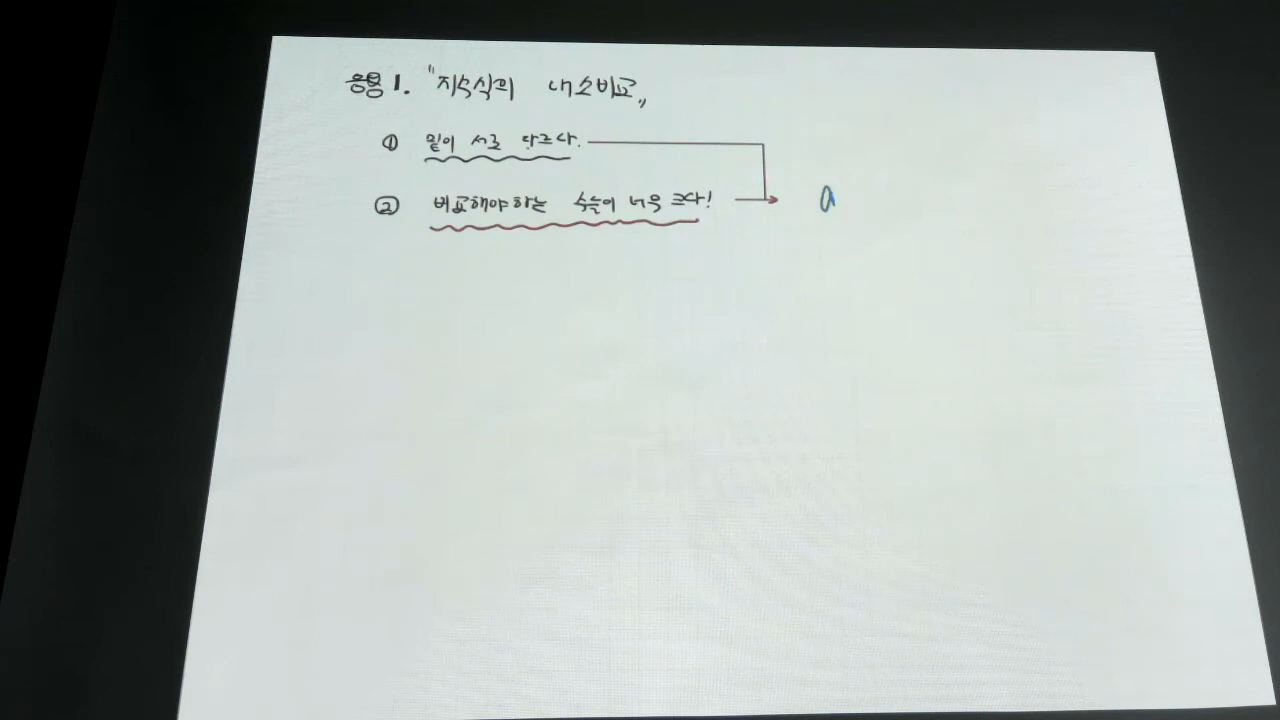 응용 1. "지수식의 대소비교"
① 밑이 서로 다르다.
② 비교해야 하는 수들이 너무 크다! → a